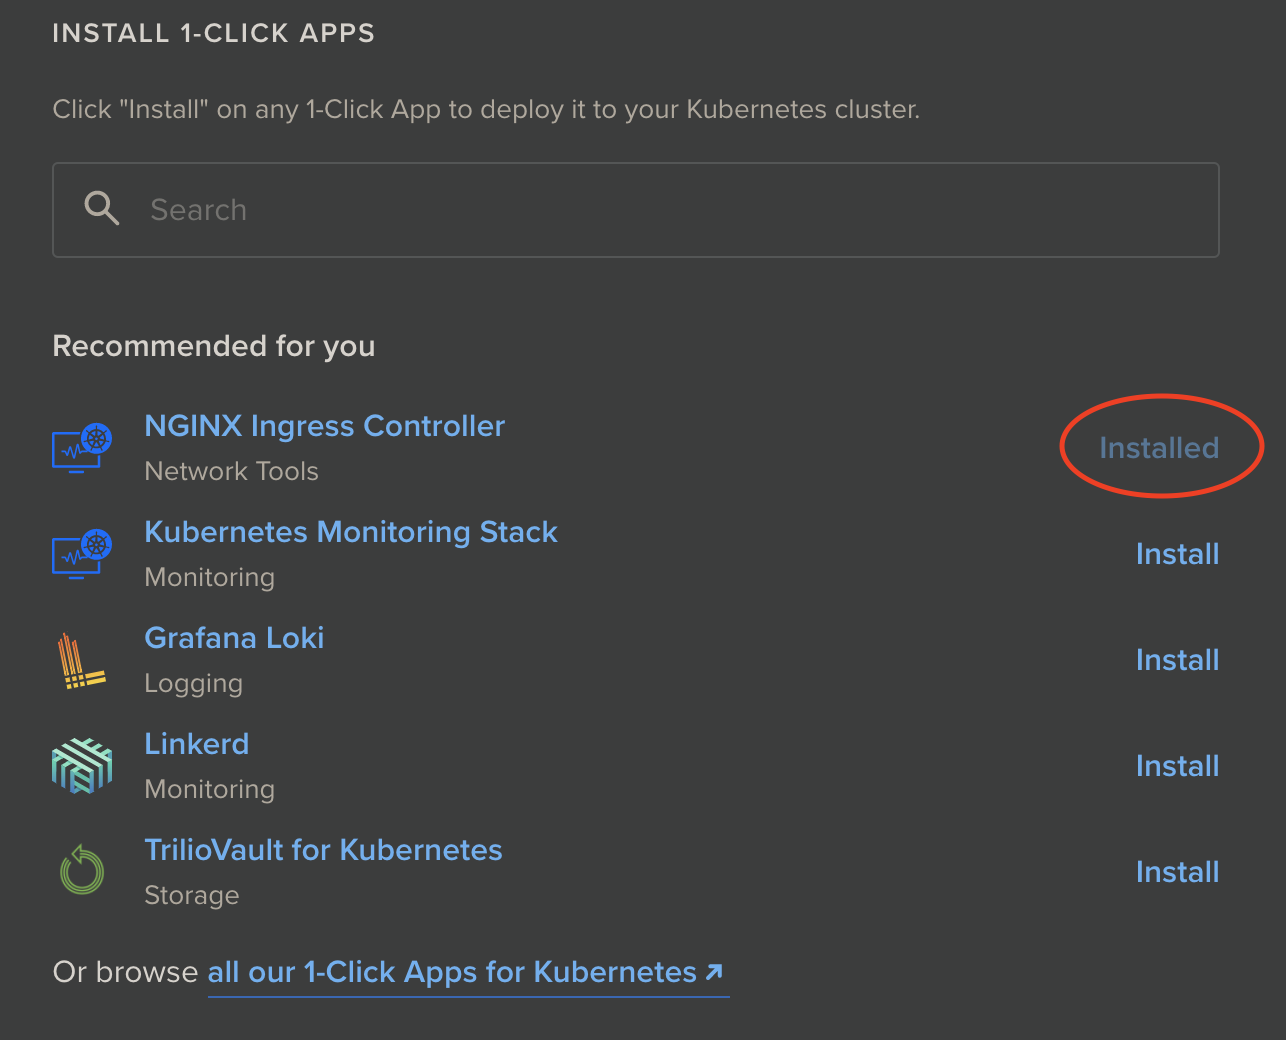 INSTALL 1-CLICK APPS
Click "Install" on any 1-Click App to deploy it to your Kubernetes cluster.
Search
Recommended for you
NGINX Ingress Controller
Network Tools
Installed
Kubernetes Monitoring Stack
Monitoring
Install
Grafana Loki
Logging
Install
Linkerd
Monitoring
Install
TrilioVault for Kubernetes
Storage
Install
Or browse all our 1-Click Apps for Kubernetes